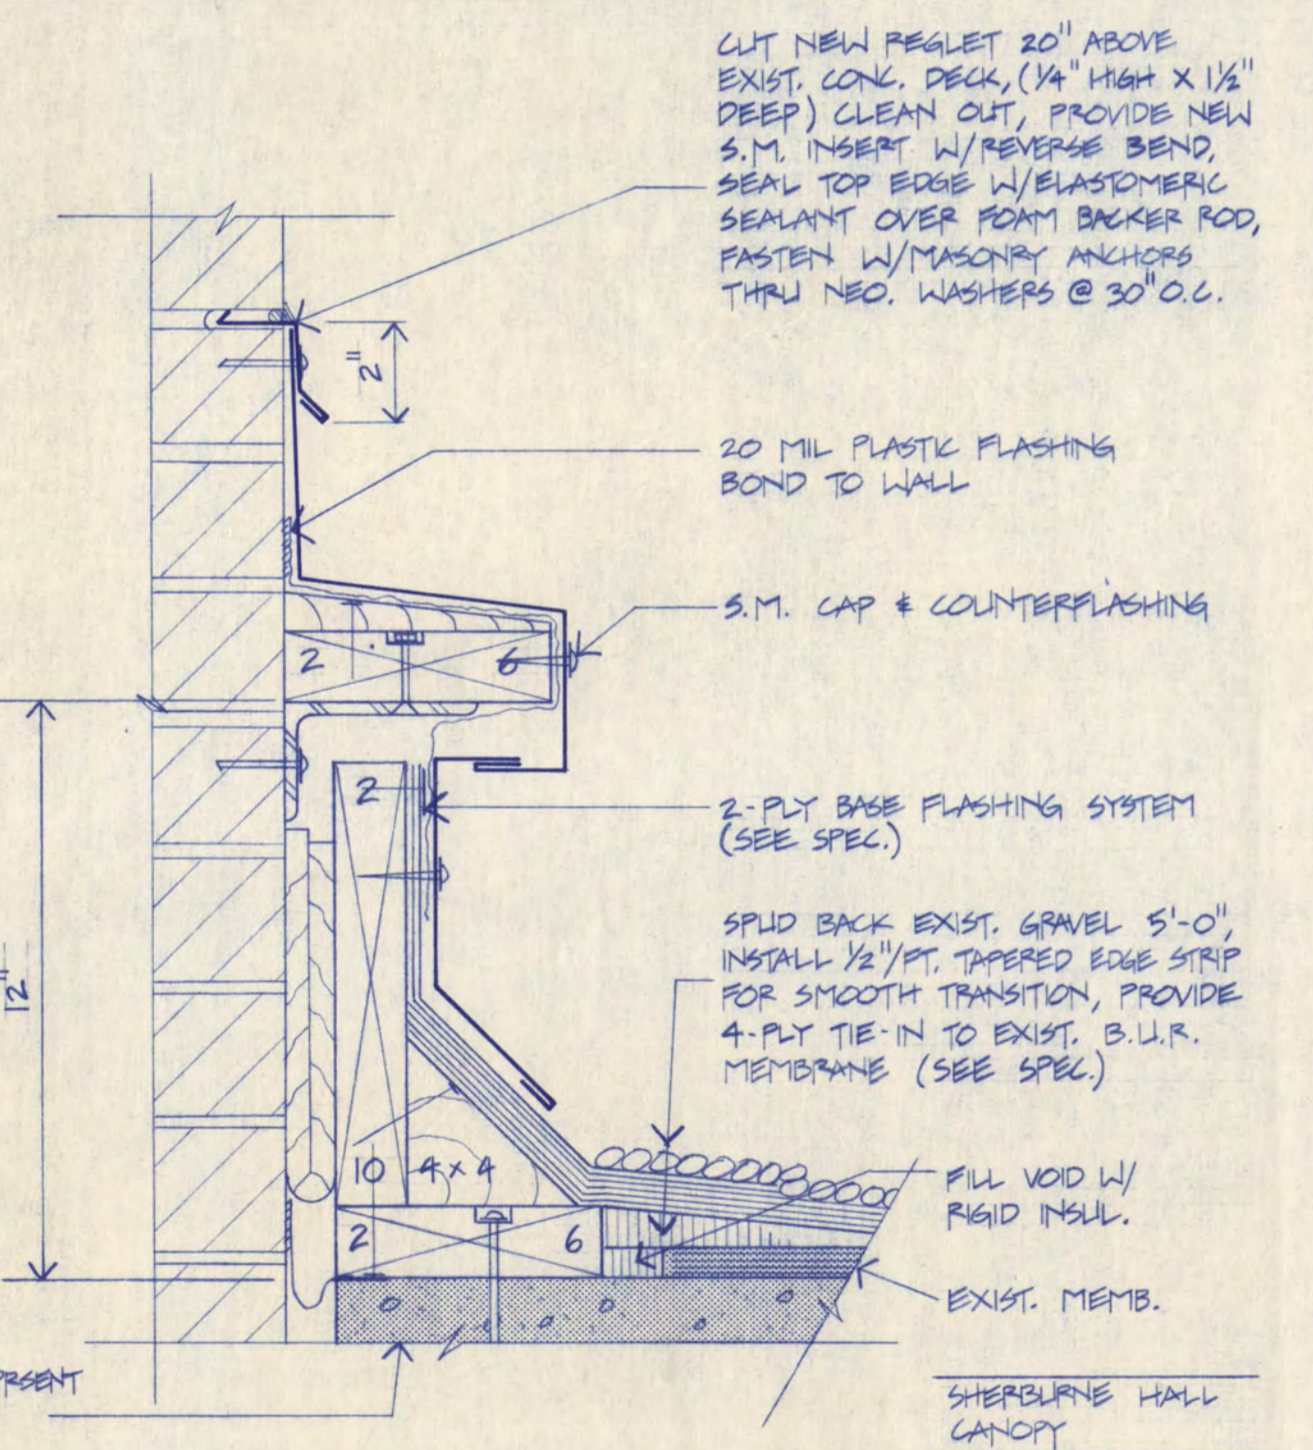 CUT NEW REGLET 20" ABOVE
EXIST. CONC. DECK, (1/4" HIGH X 1 1/2"
DEEP) CLEAN OUT, PROVIDE NEW
S.M. INSERT W/REVERSE BEND,
SEAL TOP EDGE W/ELASTOMERIC
SEALANT OVER FOAM BACKER ROD,
FASTEN W/MASONRY ANCHORS
THRU NEO. WASHERS @ 30" O.C.
2"
20 MIL PLASTIC FLASHING
BOND TO WALL
S.M. CAP & COUNTERFLASHING
2 6
2
2-PLY BASE FLASHING SYSTEM
(SEE SPEC.)
12"
SPUD BACK EXIST. GRAVEL 5'-0",
INSTALL 1/2"/FT. TAPERED EDGE STRIP
FOR SMOOTH TRANSITION, PROVIDE
4-PLY TIE-IN TO EXIST. B.U.R.
MEMBRANE (SEE SPEC.)
10 4 x 4
FILL VOID W/
RIGID INSUL.
2 6
EXIST. MEMB.
SHERBURNE HALL
CANOPY